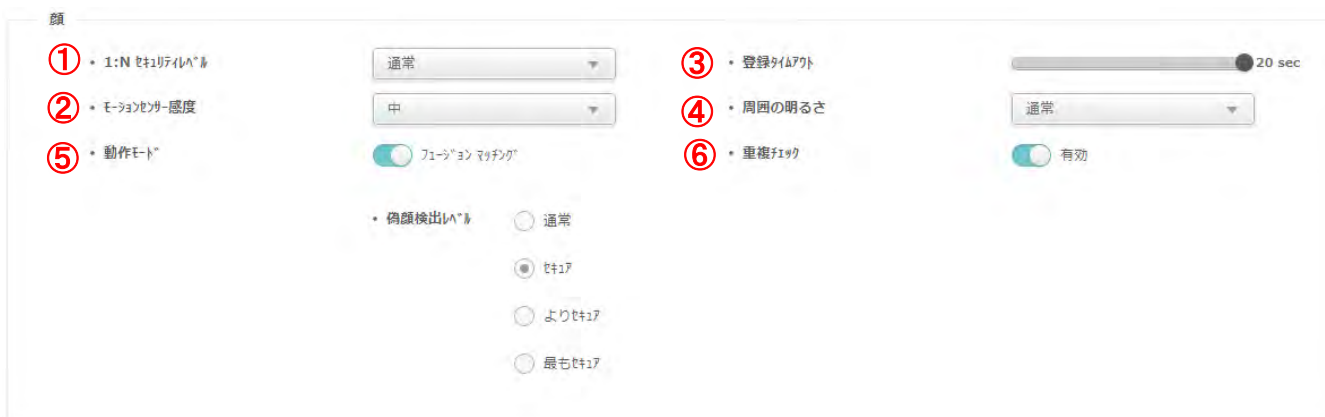 顔
① ・ 1:N ｾｷｭﾘﾃｨﾚﾍﾞﾙ 通常 ③ ・ 登録ﾀｲﾑｱｳﾄ 20 sec
② ・ ﾓｰｼｮﾝｾﾝｻｰ感度 中 ④ ・ 周囲の明るさ 通常
⑤ ・ 動作ﾓｰﾄﾞ ﾌｭｰｼﾞｮﾝ ﾏｯﾁﾝｸﾞ ⑥ ・ 重複ﾁｪｯｸ 有効
・ 偽顔検出ﾚﾍﾞﾙ 通常
ｾｷｭｱ
よりｾｷｭｱ
最もｾｷｭｱ